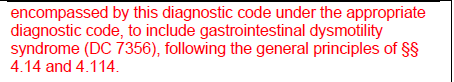 encompassed by this diagnostic code under the appropriate
diagnostic code, to include gastrointestinal dysmotility
syndrome (DC 7356), following the general principles of §§
4.14 and 4.114.